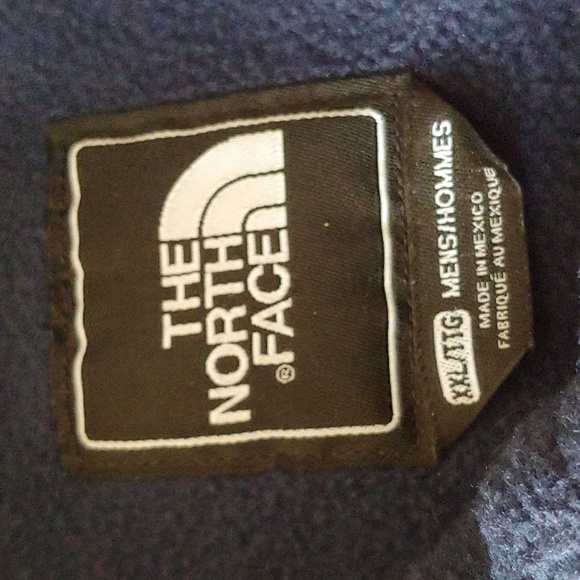 THE
NORTH
FACE®
XXL/TTG MENS/HOMMES
MADE IN MEXICO
FABRIQUÉ AU MEXIQUE